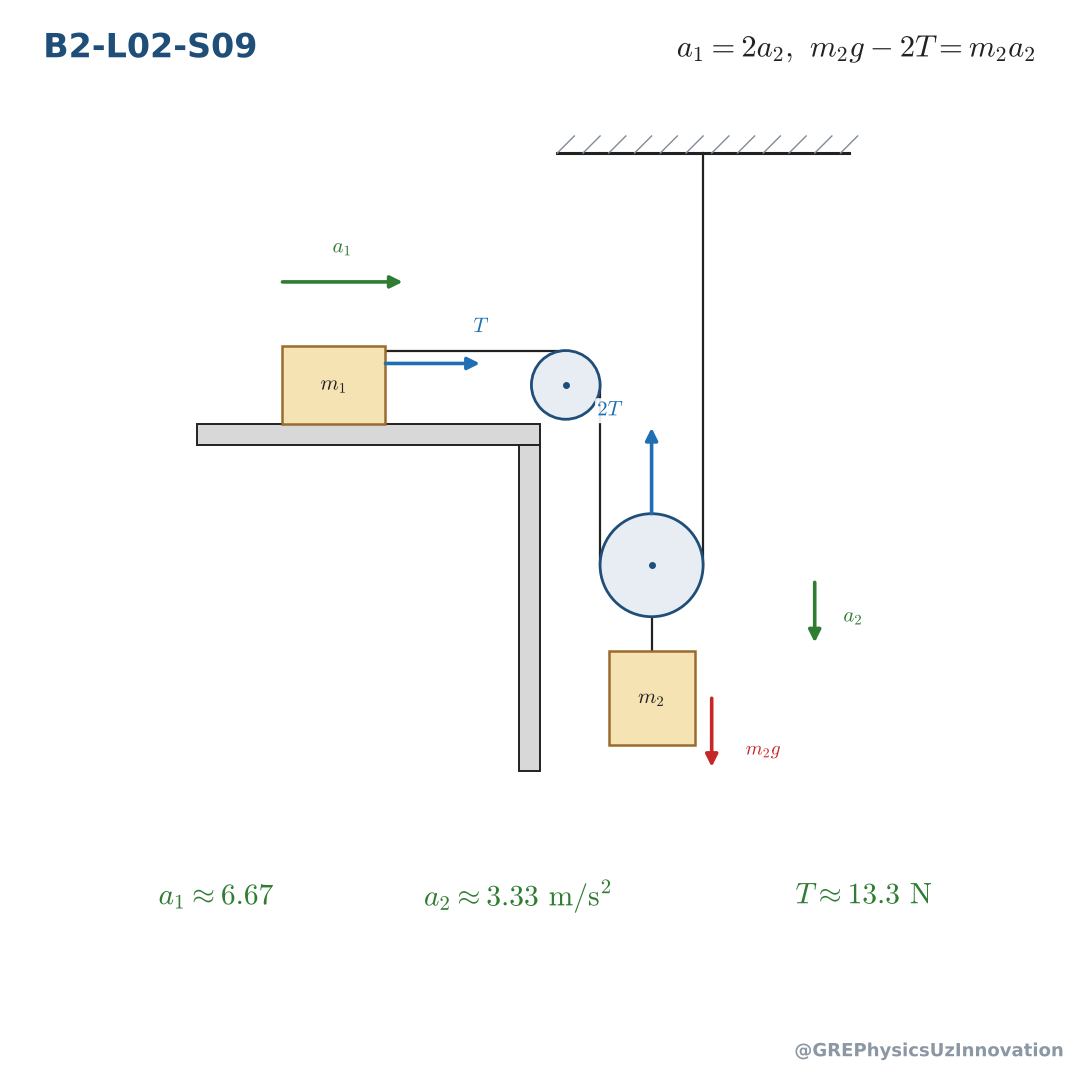 B2-L02-S09
a₁ = 2a₂, m₂g − 2T = m₂a₂
a₁
T
m₁
2T
a₂
m₂
m₂g
a₁ ≈ 6.67
a₂ ≈ 3.33 m/s²
T ≈ 13.3 N
@GREPhysicsUzInnovation